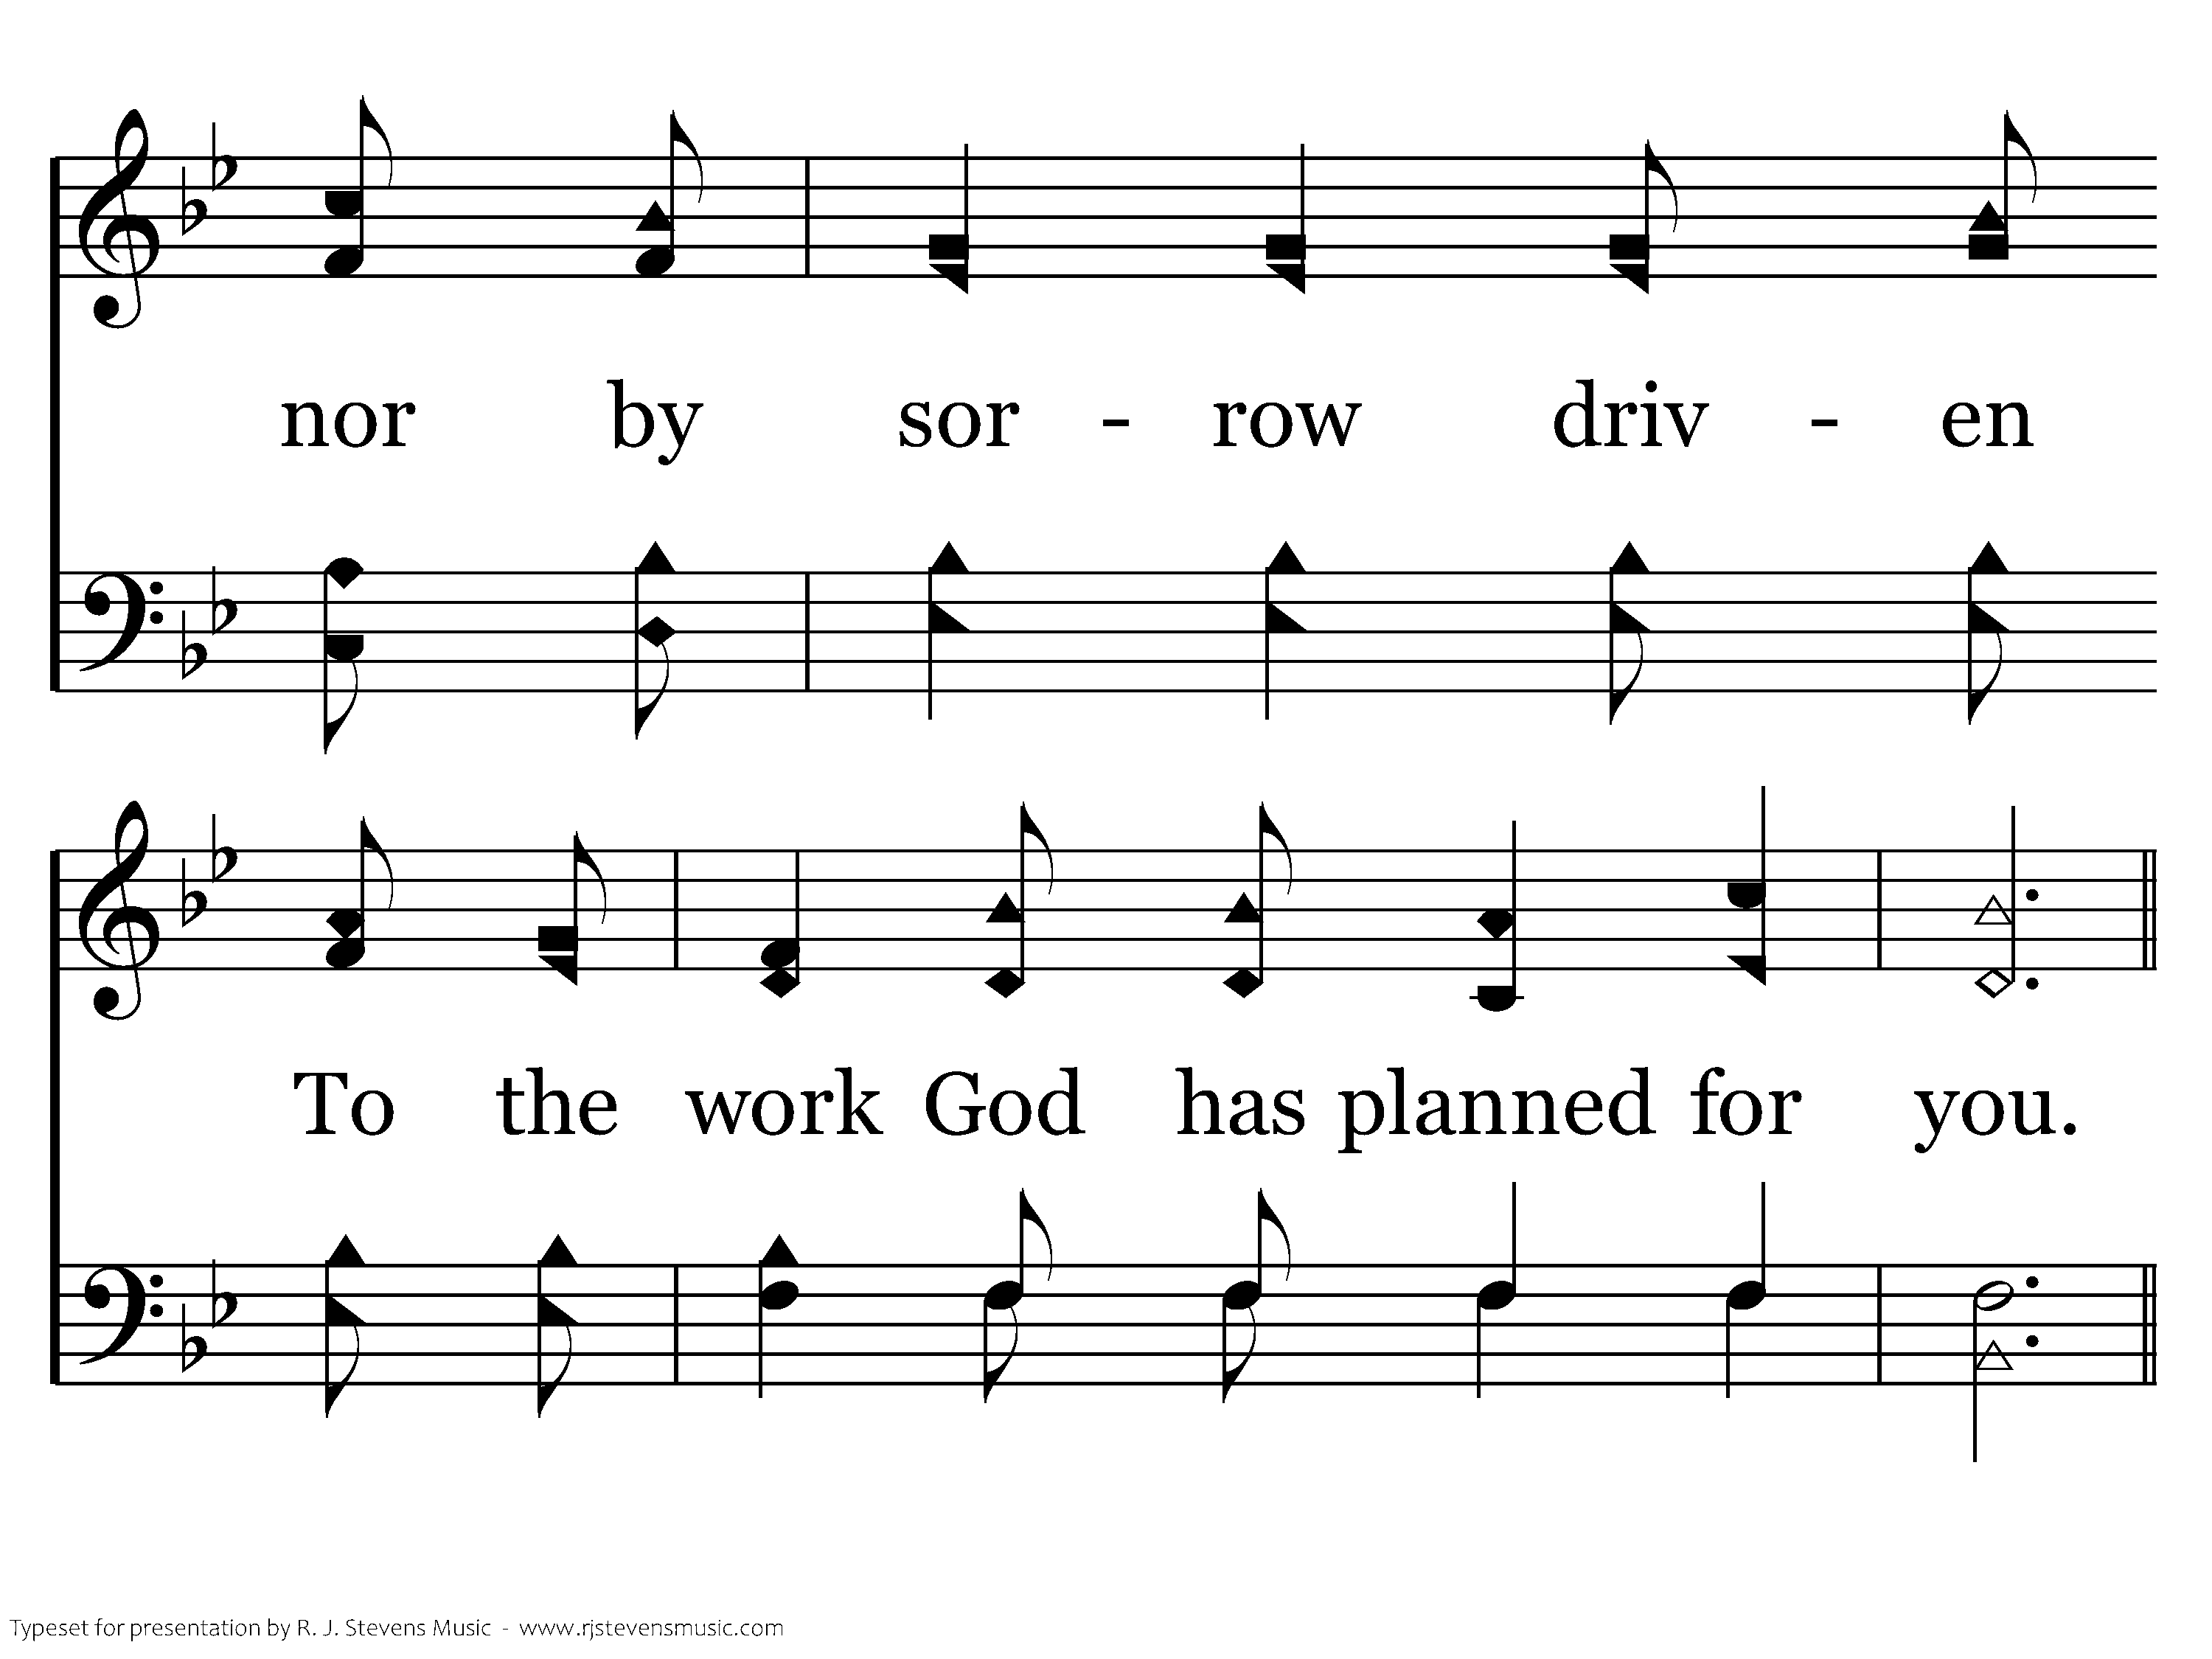 nor by sor - row driv - en
To the work God has planned for you.
Typeset for presentation by R. J. Stevens Music - www.rjstevensmusic.com